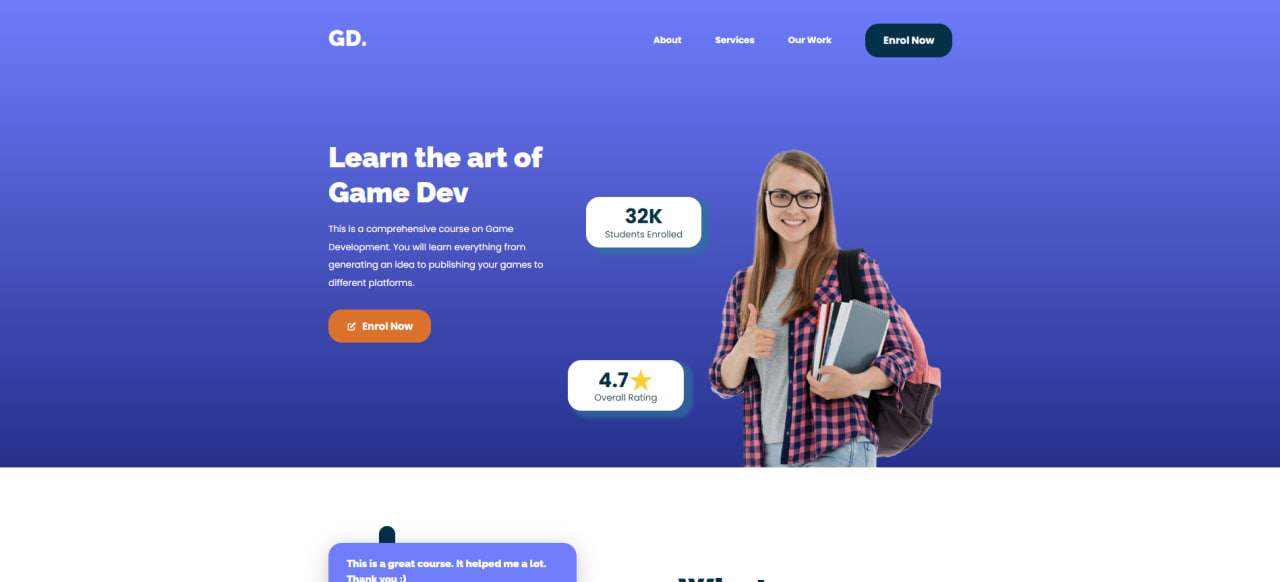 GD.
About
Services
Our Work
Enrol Now
Learn the art of
Game Dev
This is a comprehensive course on Game
Development. You will learn everything from
generating an idea to publishing your games to
different platforms.
Enrol Now
32K
Students Enrolled
4.7
Overall Rating
This is a great course. It helped me a lot.
Thank you :)